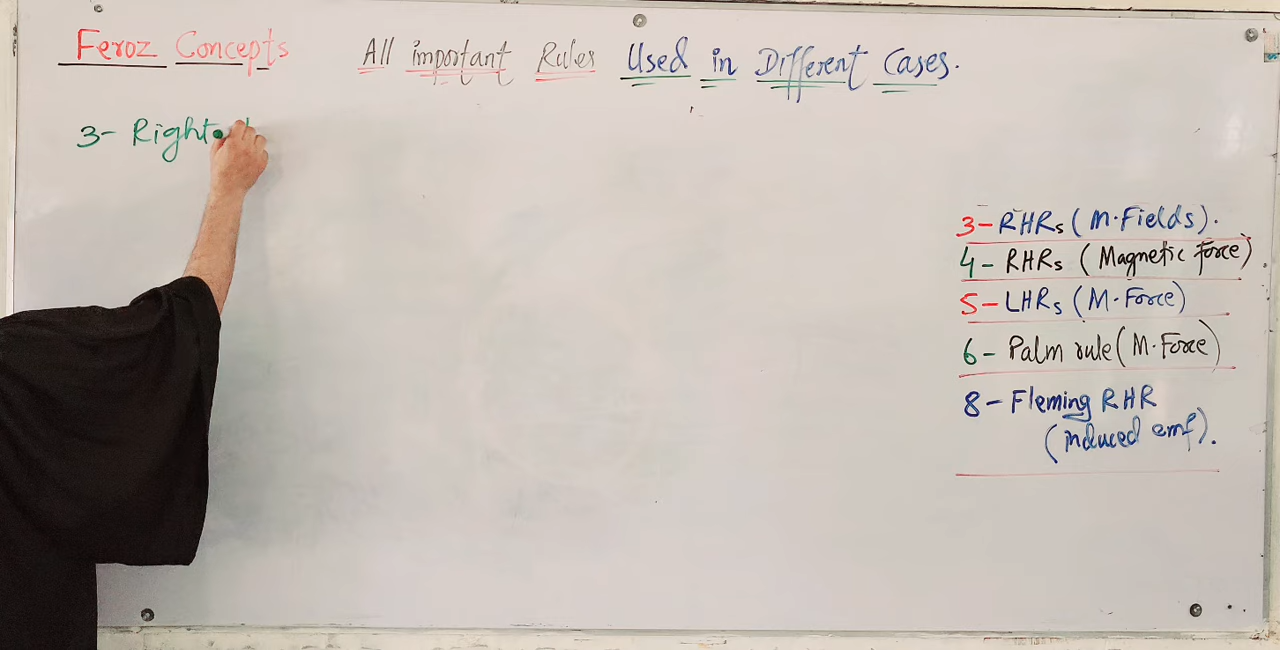 Feroz Concepts
All important Rules Used in Different Cases.
3- Right
3-RHRs (M.Fields).
4- RHRs (Magnetic force)
5-LHRs (M.Force)
6- Palm rule (M.Force)
8- Fleming RHR
(induced emf).